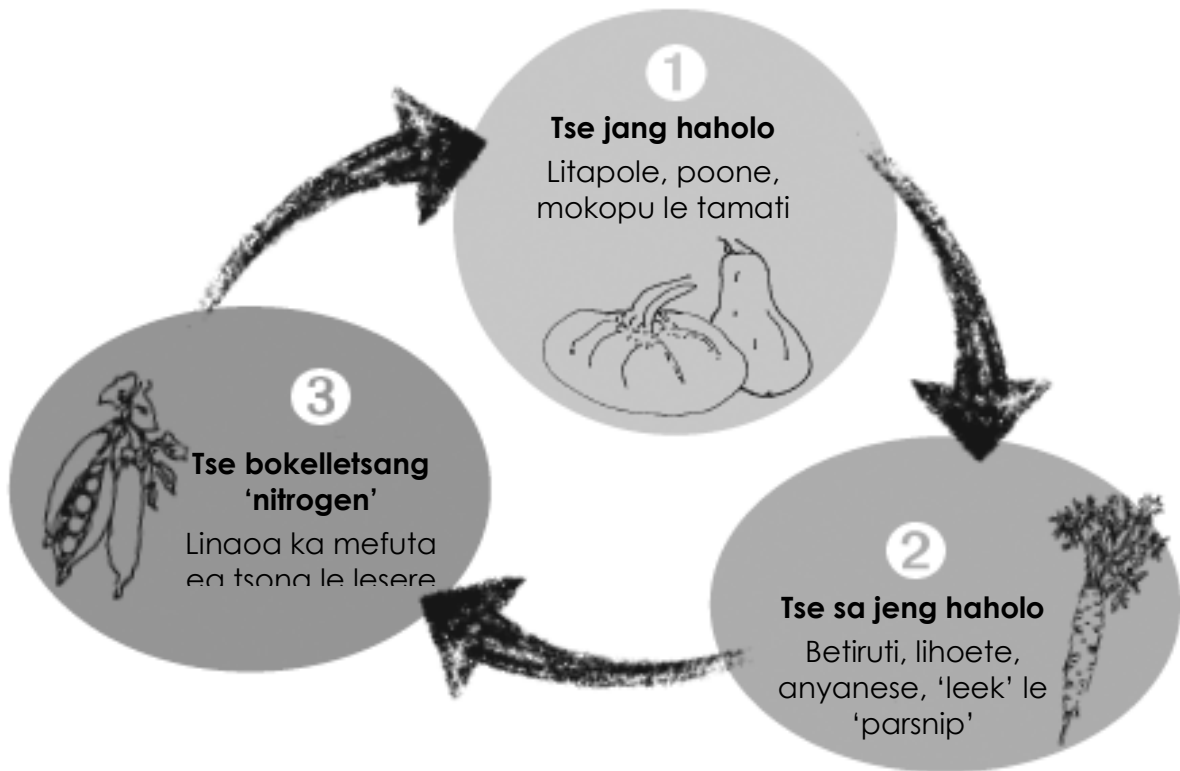 1
Tse jang haholo
Litapole, poone,
mokopu le tamati
2
Tse sa jeng haholo
Betiruti, lihoete,
anyanese, ‘leek’ le
‘parsnip’
3
Tse bokelletsang
‘nitrogen’
Linaoa ka mefuta
ea tsona le lesere